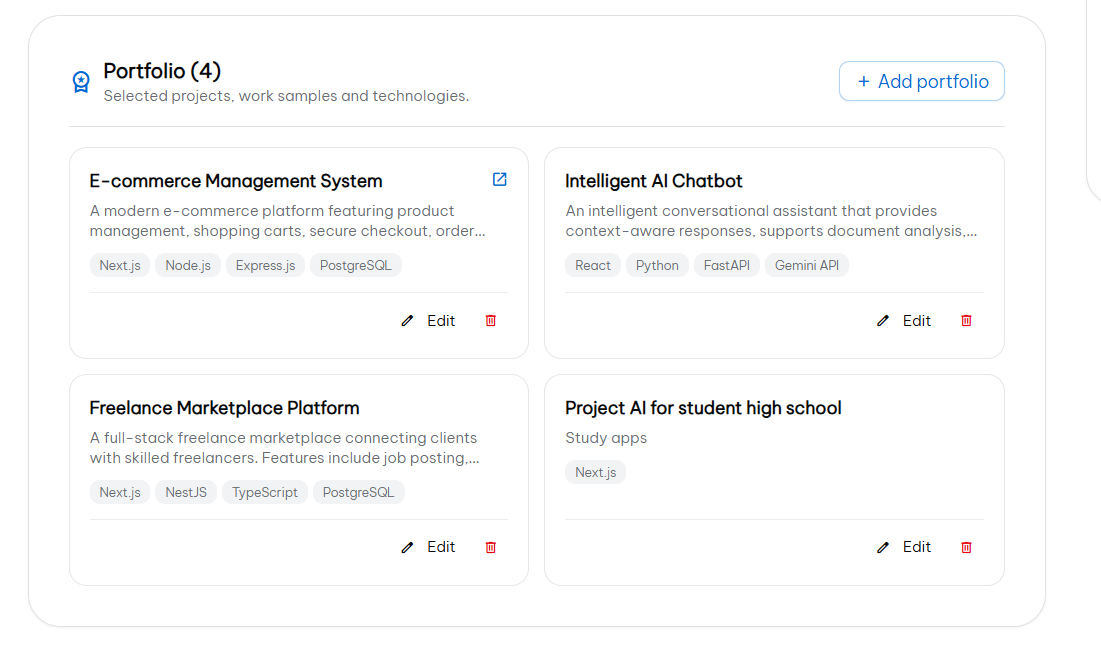 Portfolio (4)
Selected projects, work samples and technologies.
+ Add portfolio
E-commerce Management System
A modern e-commerce platform featuring product
management, shopping carts, secure checkout, order...
Next.js Node.js Express.js PostgreSQL
Edit
Intelligent AI Chatbot
An intelligent conversational assistant that provides
context-aware responses, supports document analysis,...
React Python FastAPI Gemini API
Edit
Freelance Marketplace Platform
A full-stack freelance marketplace connecting clients
with skilled freelancers. Features include job posting,...
Next.js NestJS TypeScript PostgreSQL
Edit
Project AI for student high school
Study apps
Next.js
Edit